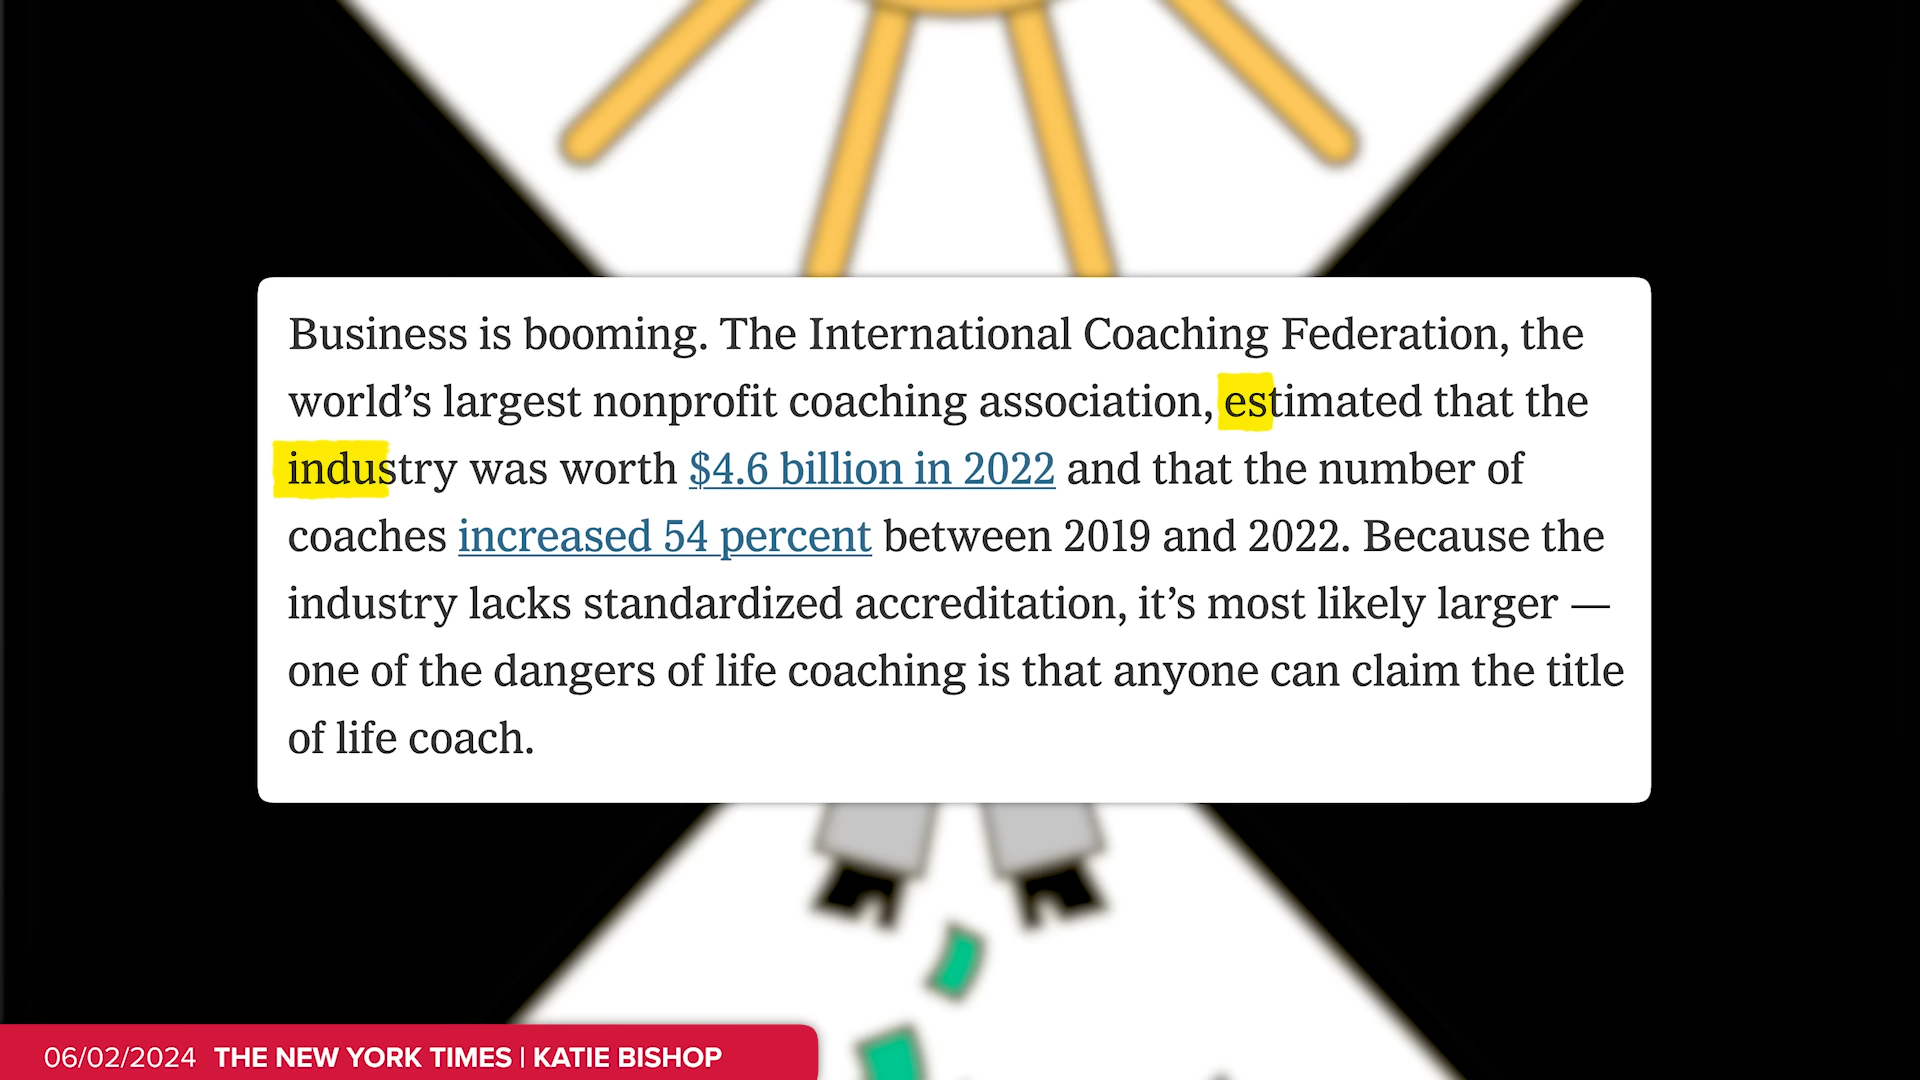 Business is booming. The International Coaching Federation, the
world’s largest nonprofit coaching association, estimated that the
industry was worth $4.6 billion in 2022 and that the number of
coaches increased 54 percent between 2019 and 2022. Because the
industry lacks standardized accreditation, it’s most likely larger —
one of the dangers of life coaching is that anyone can claim the title
of life coach.
06/02/2024 THE NEW YORK TIMES | KATIE BISHOP